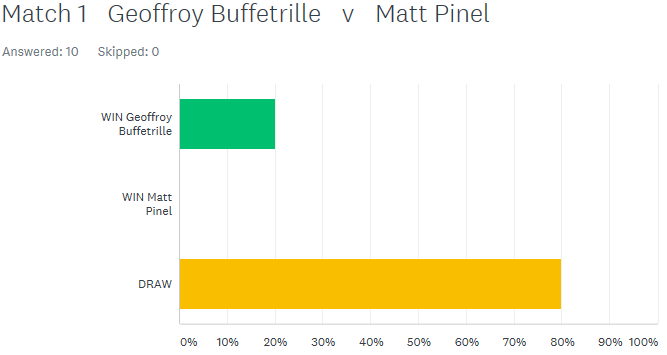 Match 1 Geoffroy Buffetrille v Matt Pinel
Answered: 10 Skipped: 0
WIN Geoffroy
Buffetrille
WIN Matt
Pinel
DRAW
0% 10% 20% 30% 40% 50% 60% 70% 80% 90% 100%